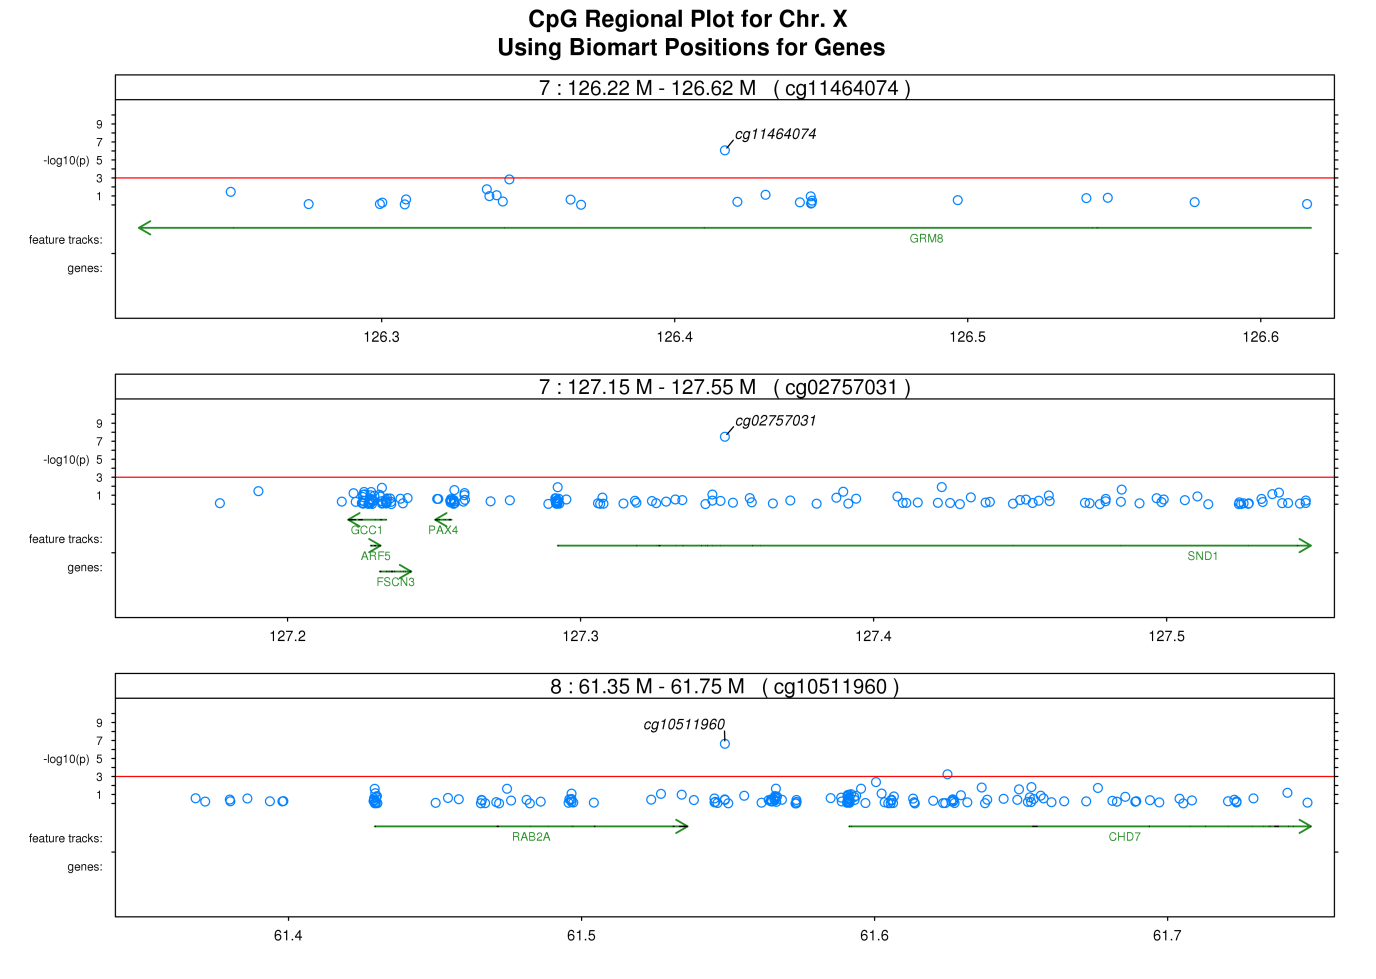 CpG Regional Plot for Chr. X
Using Biomart Positions for Genes
7 : 126.22 M - 126.62 M ( cg11464074 )
9
cg11464074
7
-log10(p) 5
3
1
feature tracks:
GRM8
genes:
126.3 126.4 126.5 126.6
7 : 127.15 M - 127.55 M ( cg02757031 )
9
cg02757031
7
-log10(p) 5
3
1
GCC1 PAX4
feature tracks:
ARF5 SND1
genes:
FSCN3
127.2 127.3 127.4 127.5
8 : 61.35 M - 61.75 M ( cg10511960 )
9
cg10511960
7
-log10(p) 5
3
1
feature tracks:
RAB2A CHD7
genes:
61.4 61.5 61.6 61.7